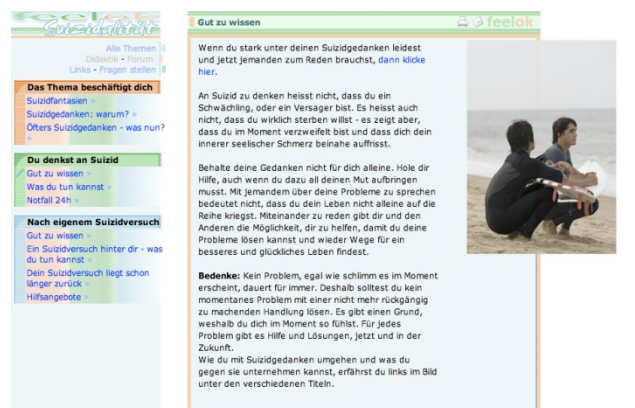 feelok
Suizidalität
Alle Themen
Didaktik - Forum
Links - Fragen stellen
Das Thema beschäftigt dich
Suizidfantasien »
Suizidgedanken: warum? »
Öfters Suizidgedanken - was nun?
»
Du denkst an Suizid
Gut zu wissen »
Was du tun kannst »
Notfall 24h »
Nach eigenem Suizidversuch
Gut zu wissen »
Ein Suizidversuch hinter dir - was
du tun kannst »
Dein Suizidversuch liegt schon
länger zurück »
Hilfsangebote »
Gut zu wissen
feelok
Wenn du stark unter deinen Suizidgedanken leidest
und jetzt jemanden zum Reden brauchst, dann klicke
hier.
An Suizid zu denken heisst nicht, dass du ein
Schwächling, oder ein Versager bist. Es heisst auch
nicht, dass du wirklich sterben willst - es zeigt aber,
dass du im Moment verzweifelt bist und dass dich dein
innerer seelischer Schmerz beinahe auffrisst.
Behalte deine Gedanken nicht für dich alleine. Hole dir
Hilfe, auch wenn du dazu all deinen Mut aufbringen
musst. Mit jemandem über deine Probleme zu sprechen
bedeutet nicht, dass du dein Leben nicht alleine auf die
Reihe kriegst. Miteinander zu reden gibt dir und den
Anderen die Möglichkeit, dir zu helfen, damit du deine
Probleme lösen kannst und wieder Wege für ein
besseres und glückliches Leben findest.
Bedenke: Kein Problem, egal wie schlimm es im Moment
erscheint, dauert für immer. Deshalb solltest du kein
momentanes Problem mit einer nicht mehr rückgängig
zu machenden Handlung lösen. Es gibt einen Grund,
weshalb du dich im Moment so fühlst. Für jedes
Problem gibt es Hilfe und Lösungen, jetzt und in der
Zukunft.
Wie du mit Suizidgedanken umgehen und was du
gegen sie unternehmen kannst, erfährst du links im Bild
unter den verschiedenen Titeln.